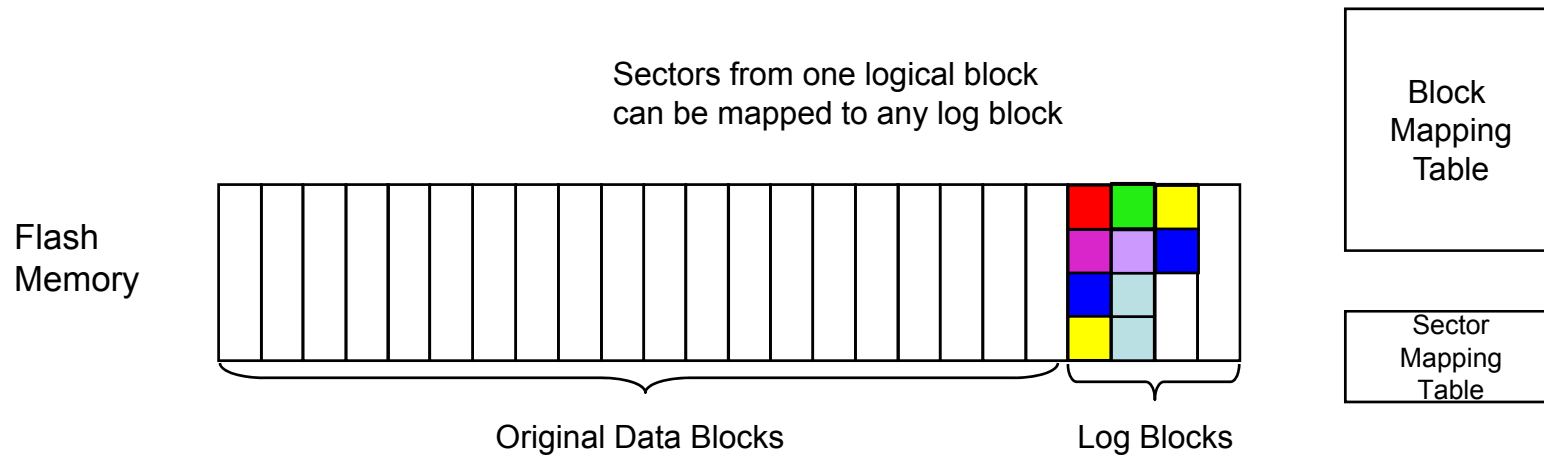 Sectors from one logical block
can be mapped to any log block
Block
Mapping
Table
Flash
Memory
Sector
Mapping
Table
Original Data Blocks
Log Blocks